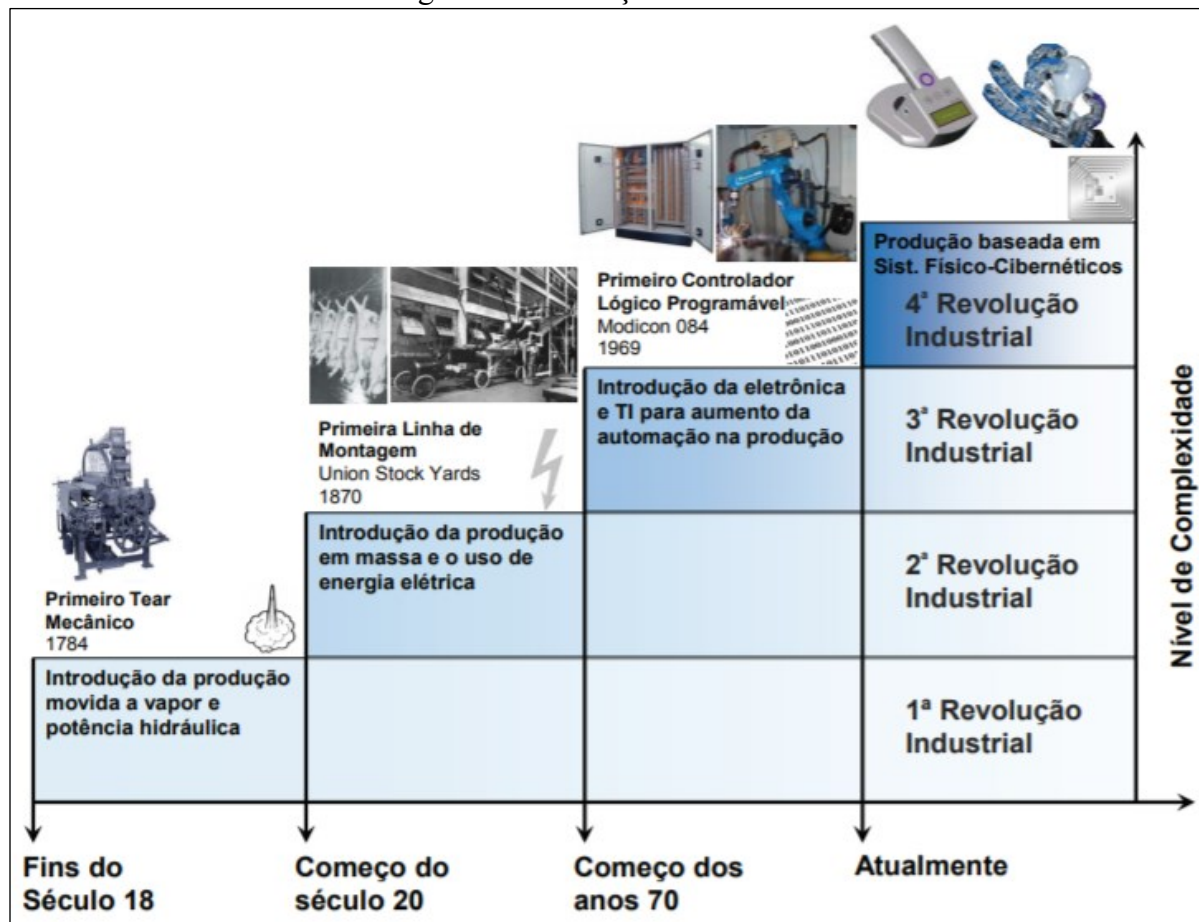 Produção baseada em
Sist. Físico-Cibernéticos
4ª Revolução
Industrial
Primeiro Controlador
Lógico Programável
Modicon 084
1969
Introdução da eletrônica
e TI para aumento da
automação na produção
3ª Revolução
Industrial
Primeira Linha de
Montagem
Union Stock Yards
1870
Introdução da produção
em massa e o uso de
energia elétrica
2ª Revolução
Industrial
Primeiro Tear
Mecânico
1784
Introdução da produção
movida a vapor e
potência hidráulica
1ª Revolução
Industrial
Nível de Complexidade
Fins do
Século 18
Começo do
século 20
Começo dos
anos 70
Atualmente